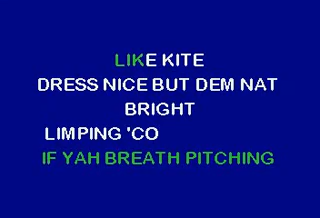 LIKE KITE
DRESS NICE BUT DEM NAT
BRIGHT
LIMPING 'CO
IF YAH BREATH PITCHING